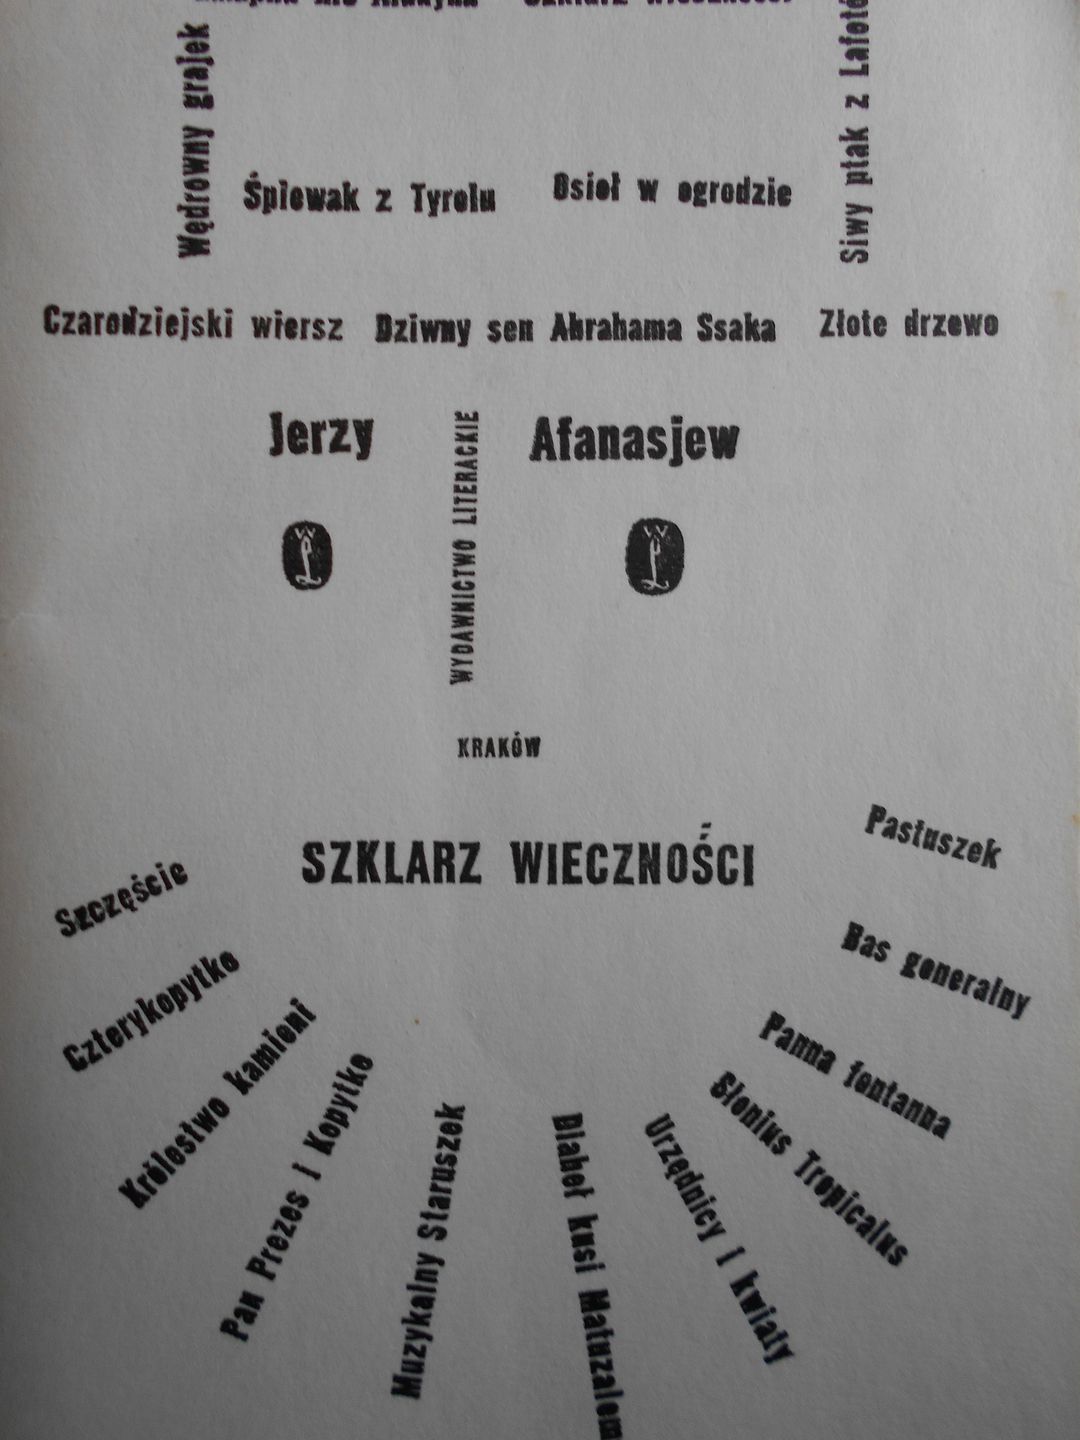 Szklarz wieczności
Wędrowny grajek
Siwy ptak z
Śpiewak z Tyrolu
Osioł w ogrodzie
Czarodziejski wiersz
Dziwny sen Abrahama Ssaka
Złote drzewo
Jerzy
Afanasjew
WYDAWNICTWO LITERACKIE
KRAKÓW
SZKLARZ WIECZNOŚCI
Pastuszek
Szczęście
Bas generalny
Czterykopytko
Panna fontanna
Królestwo kamieni
Słonius Tropicalus
Pan Prezes i Kopytko
Urzędnicy i kwiaty
Muzykalny Staruszek
Diabeł kusi Matuzalem